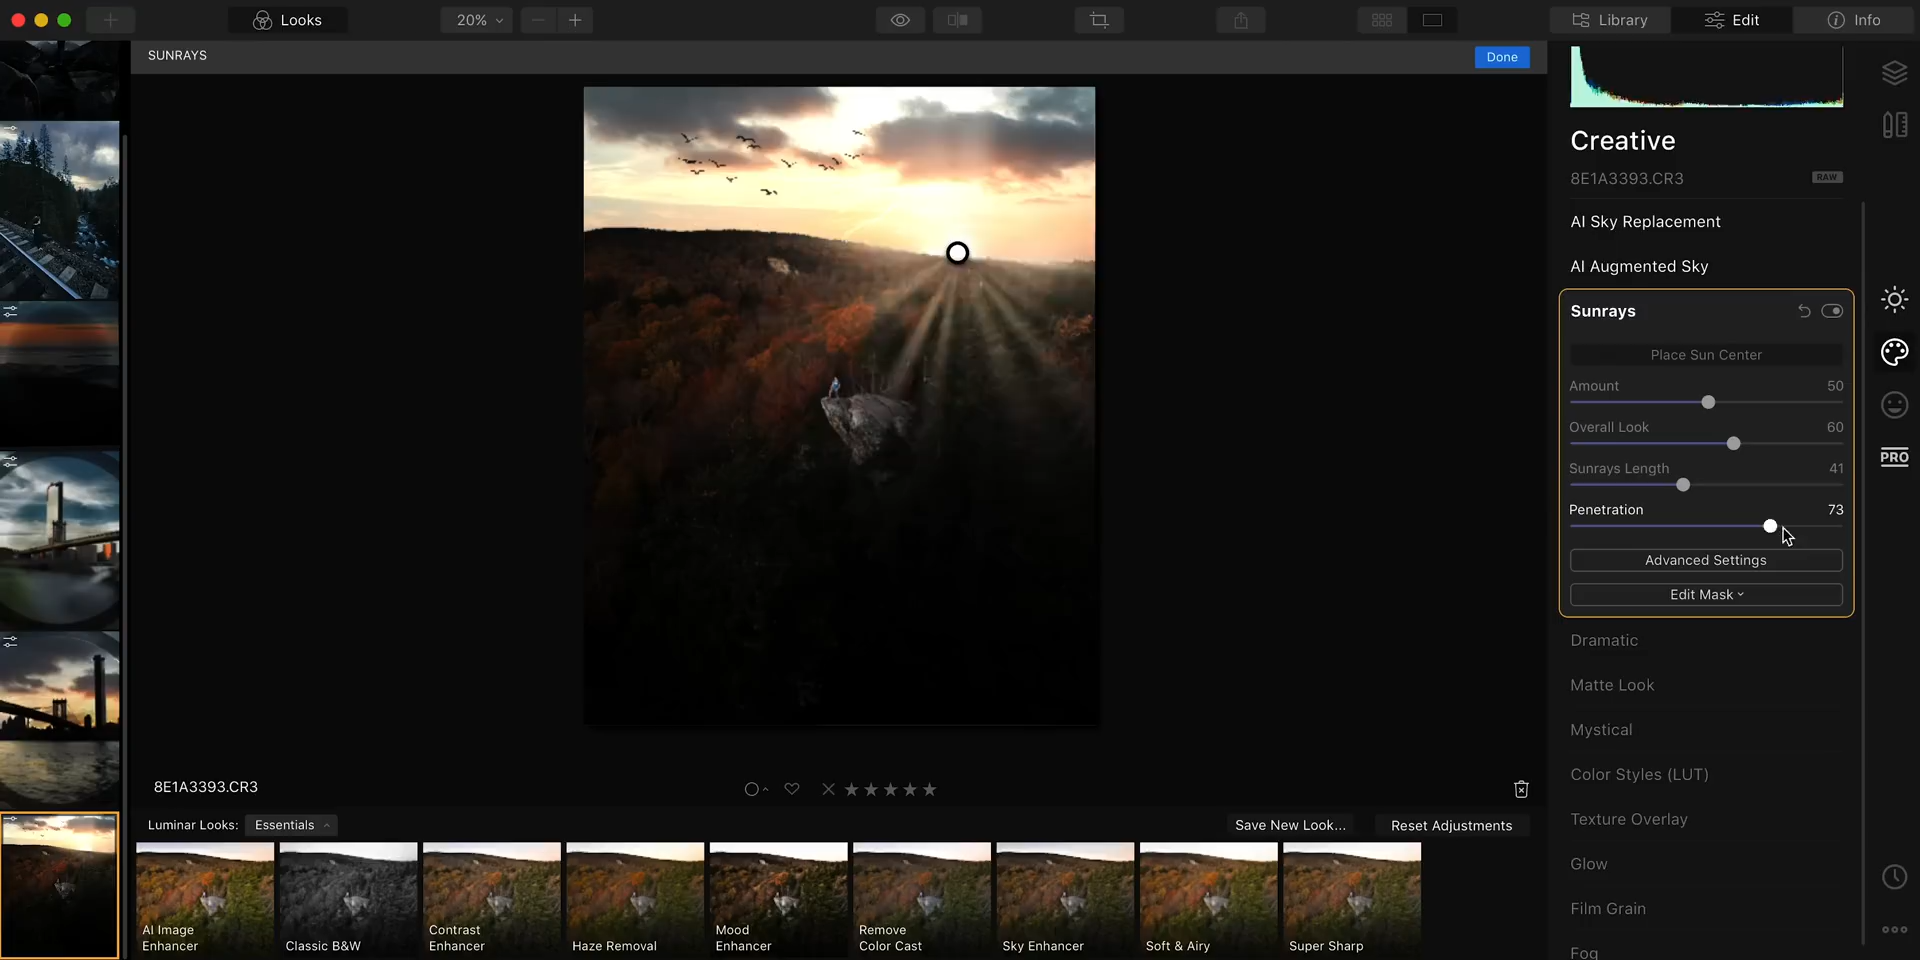 Looks
20%
Library
Edit
Info
SUNRAYS
Done
Creative
8E1A3393.CR3
RAW
AI Sky Replacement
AI Augmented Sky
Sunrays
Place Sun Center
Amount 50
Overall Look 60
Sunrays Length 41
Penetration 73
Advanced Settings
Edit Mask
PRO
Dramatic
Matte Look
Mystical
Color Styles (LUT)
Texture Overlay
Glow
Film Grain
Fog
8E1A3393.CR3
Luminar Looks: Essentials
Save New Look...
Reset Adjustments
AI Image
Enhancer
Classic B&W
Contrast
Enhancer
Haze Removal
Mood
Enhancer
Remove
Color Cast
Sky Enhancer
Soft & Airy
Super Sharp